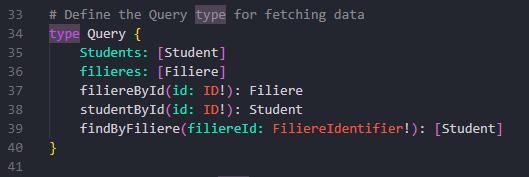 33 # Define the Query type for fetching data
34 type Query {
35 Students: [Student]
36 filieres: [Filiere]
37 filiereById(id: ID!): Filiere
38 studentById(id: ID!): Student
39 findByFiliere(filiereId: FiliereIdentifier!): [Student]
40 }
41